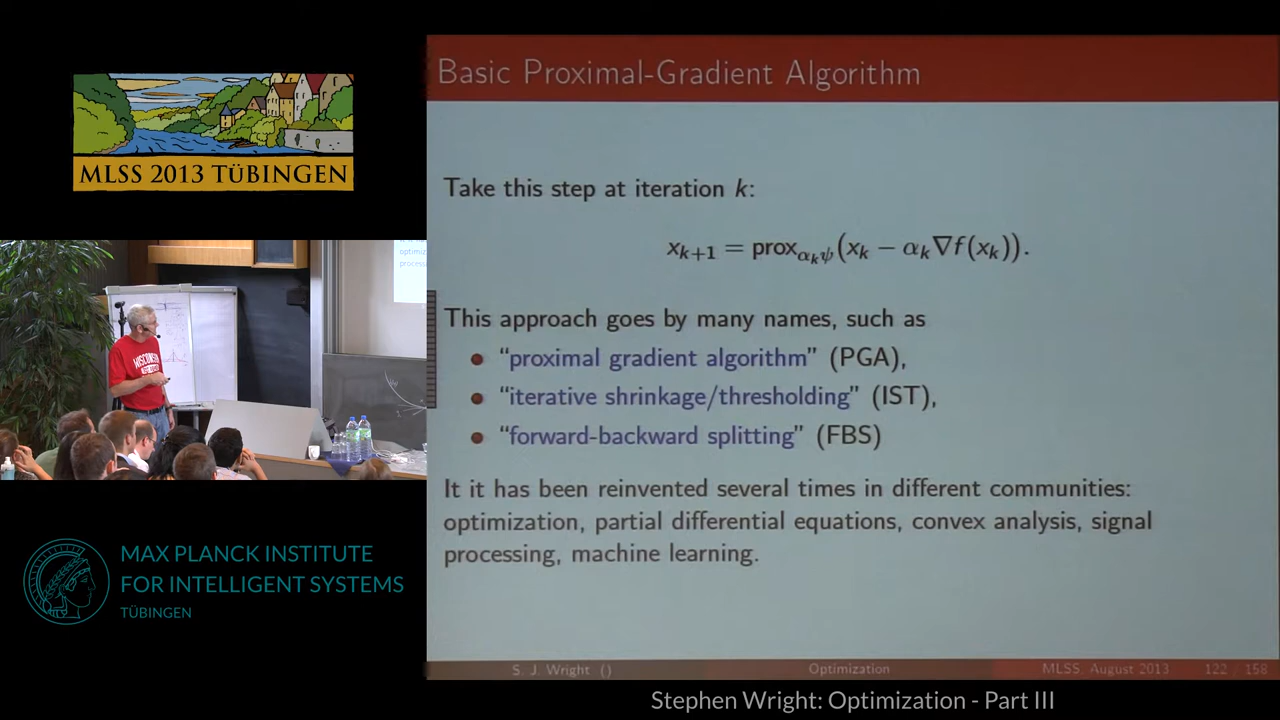 MLSS 2013 TÜBINGEN
WISCONSIN
MAX PLANCK INSTITUTE
FOR INTELLIGENT SYSTEMS
TÜBINGEN
Basic Proximal-Gradient Algorithm
Take this step at iteration k:
xₖ₊₁ = prox_{αₖψ}(xₖ − αₖ∇f(xₖ)).
This approach goes by many names, such as
• “proximal gradient algorithm” (PGA),
• “iterative shrinkage/thresholding” (IST),
• “forward-backward splitting” (FBS)
It it has been reinvented several times in different communities:
optimization, partial differential equations, convex analysis, signal
processing, machine learning.
S. J. Wright () Optimization MLSS, August 2013 122 / 158
Stephen Wright: Optimization - Part III